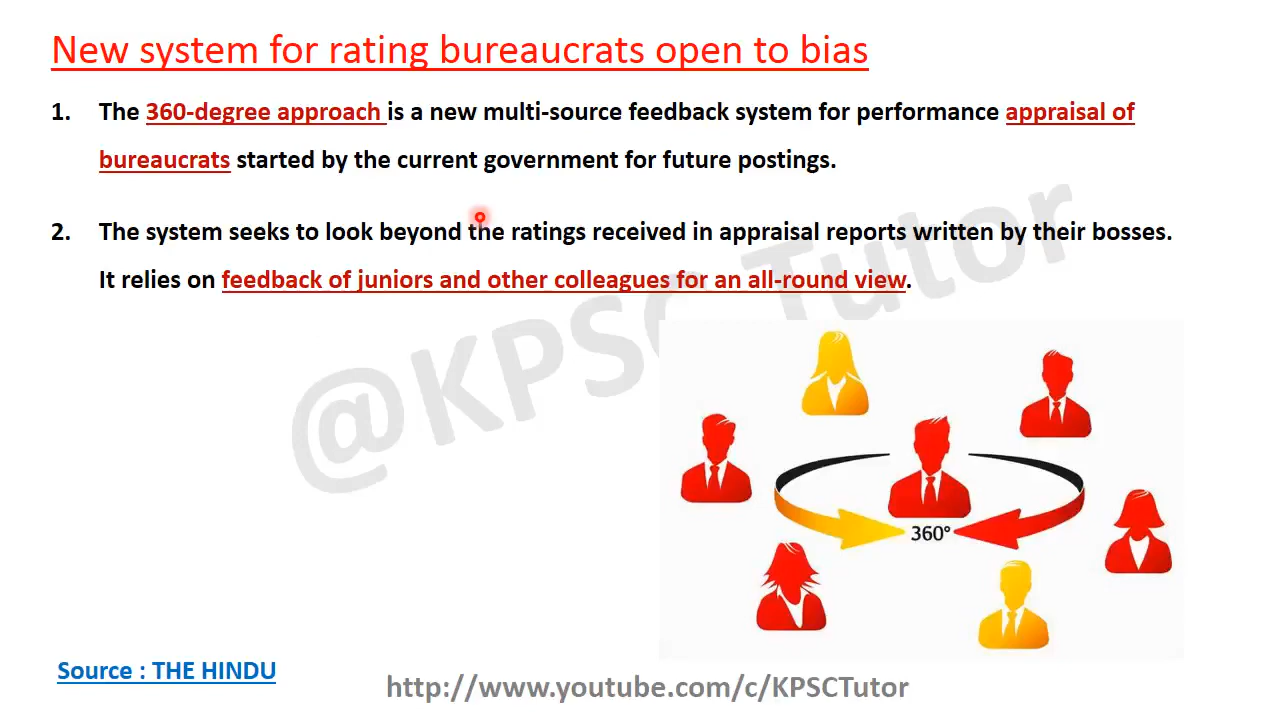 New system for rating bureaucrats open to bias
1. The 360-degree approach is a new multi-source feedback system for performance appraisal of
bureaucrats started by the current government for future postings.
2. The system seeks to look beyond the ratings received in appraisal reports written by their bosses.
It relies on feedback of juniors and other colleagues for an all-round view.
@KPSC Tutor
360°
Source : THE HINDU
http://www.youtube.com/c/KPSCTutor